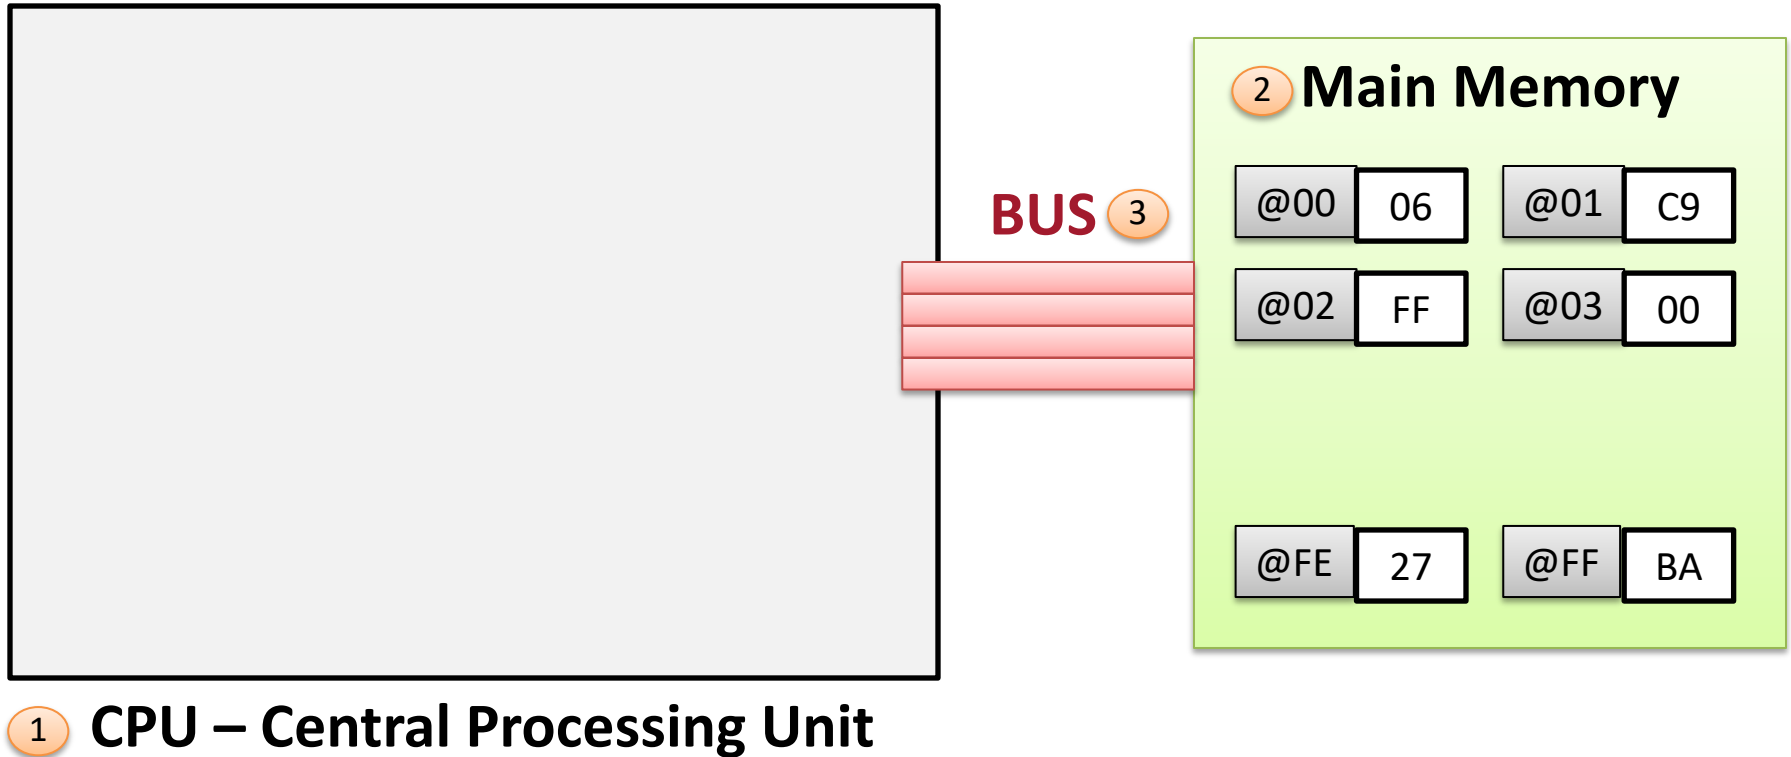 2 Main Memory
@00 06 @01 C9
BUS 3
@02 FF @03 00
@FE 27 @FF BA
1 CPU – Central Processing Unit